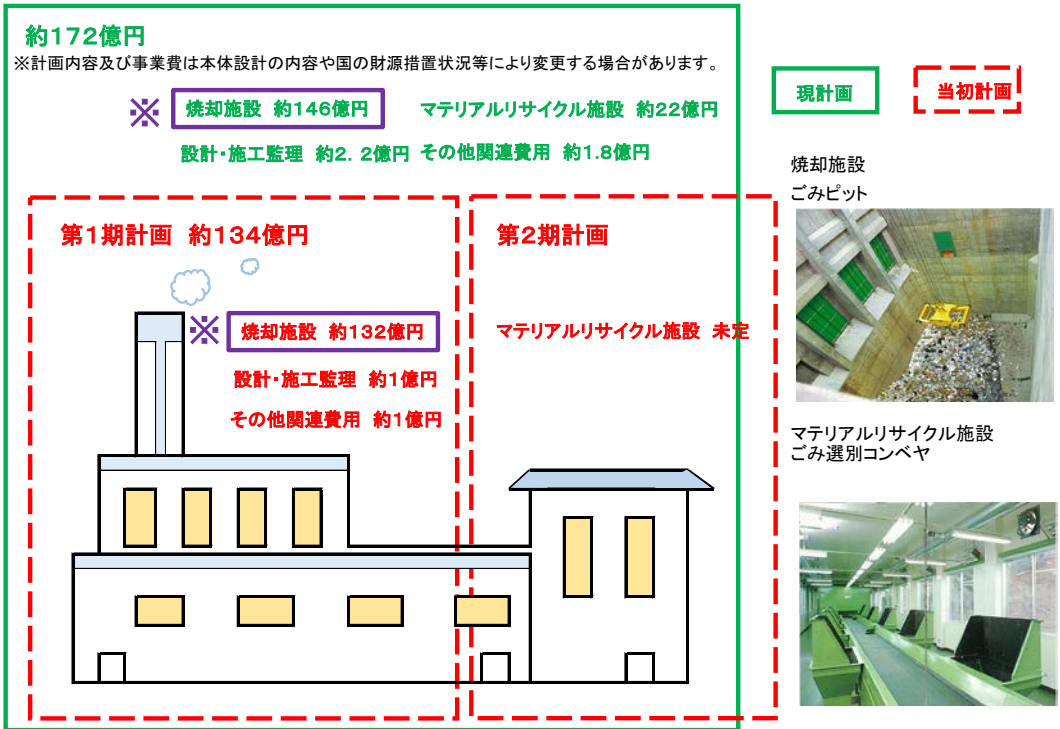 約172億円
※計画内容及び事業費は本体設計の内容や国の財源措置状況等により変更する場合があります。
※ 焼却施設 約146億円 マテリアルリサイクル施設 約22億円
設計・施工監理 約2.2億円 その他関連費用 約1.8億円
現計画 当初計画
第1期計画 約134億円
※ 焼却施設 約132億円
設計・施工監理 約1億円
その他関連費用 約1億円
第2期計画
マテリアルリサイクル施設 未定
焼却施設
ごみピット
マテリアルリサイクル施設
ごみ選別コンベヤ